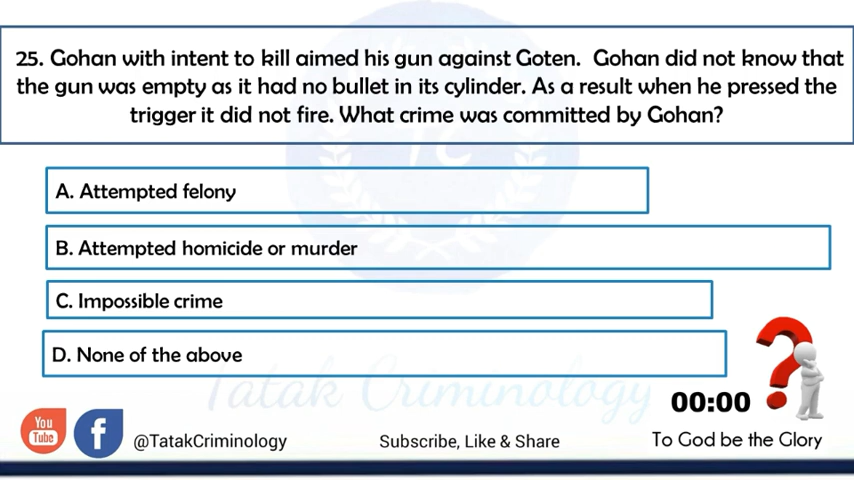 25. Gohan with intent to kill aimed his gun against Goten. Gohan did not know that
the gun was empty as it had no bullet in its cylinder. As a result when he pressed the
trigger it did not fire. What crime was committed by Gohan?
A. Attempted felony
B. Attempted homicide or murder
C. Impossible crime
D. None of the above
Tatak Criminology
00:00
You
Tube
f
@TatakCriminology
Subscribe, Like & Share
To God be the Glory